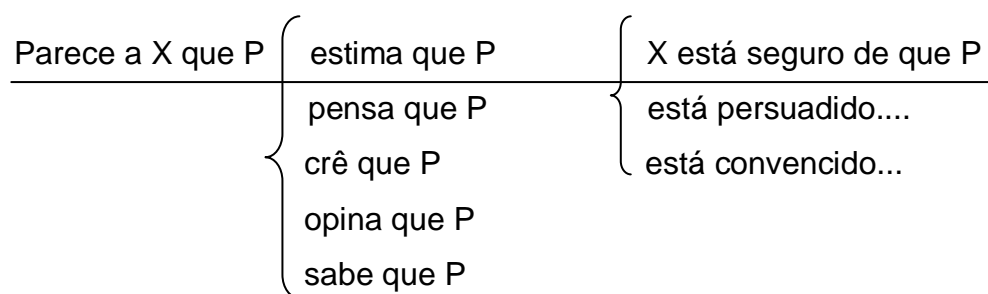 Parece a X que P estima que P X está seguro de que P
pensa que P está persuadido....
crê que P está convencido...
opina que P
sabe que P